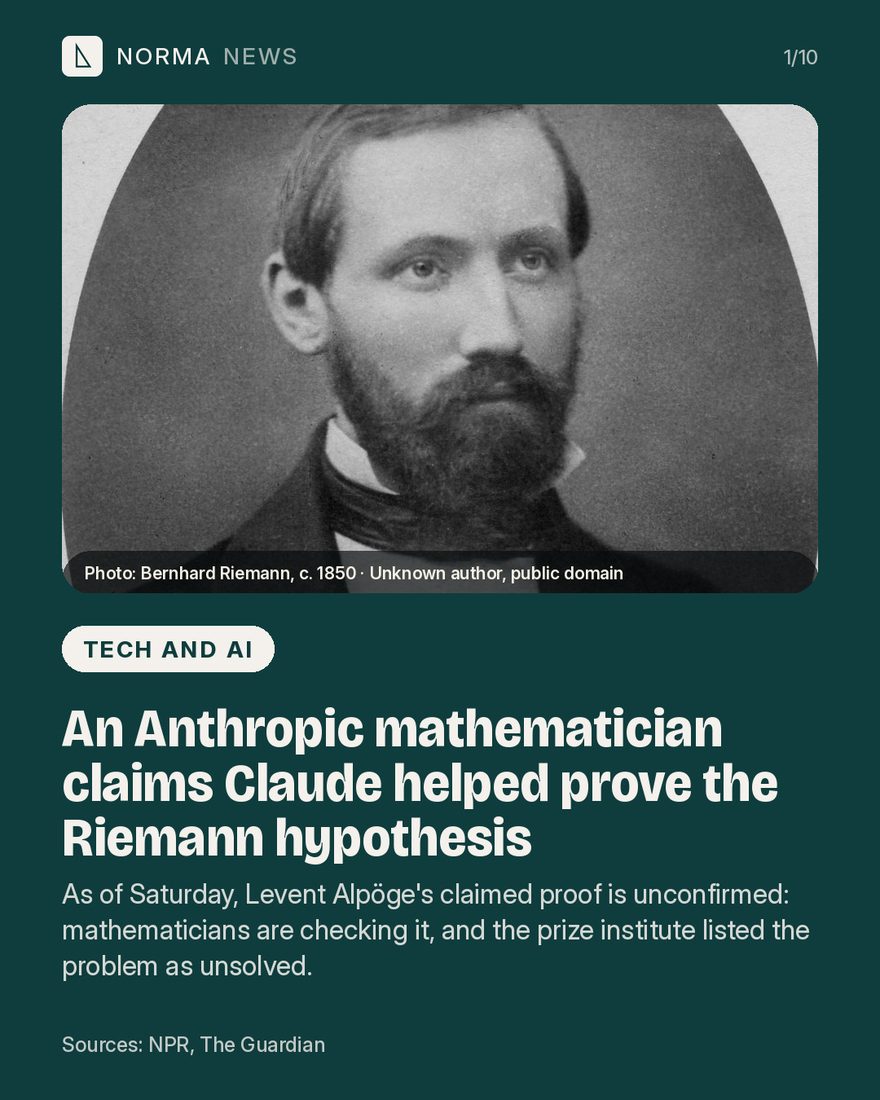 NORMA NEWS
1/10
Photo: Bernhard Riemann, c. 1850 · Unknown author, public domain
TECH AND AI
An Anthropic mathematician
claims Claude helped prove the
Riemann hypothesis
As of Saturday, Levent Alpöge's claimed proof is unconfirmed:
mathematicians are checking it, and the prize institute listed the
problem as unsolved.
Sources: NPR, The Guardian